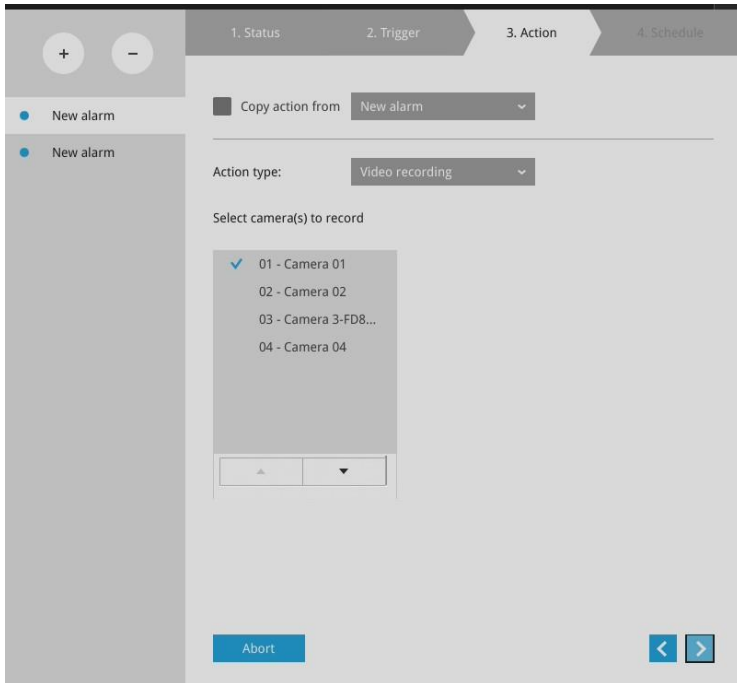 1. Status
2. Trigger
3. Action
4. Schedule
+
−
New alarm
New alarm
Copy action from
New alarm
Action type:
Video recording
Select camera(s) to record
01 - Camera 01
02 - Camera 02
03 - Camera 3-FD8...
04 - Camera 04
Abort